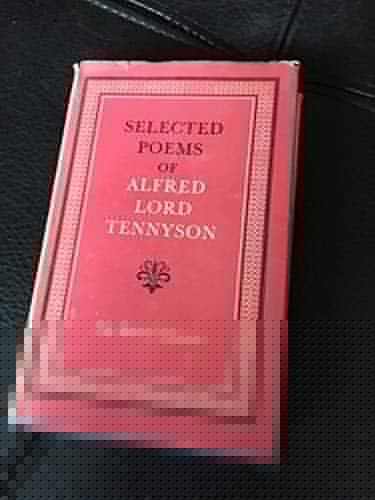 SELECTED
POEMS
OF
ALFRED
LORD
TENNYSON